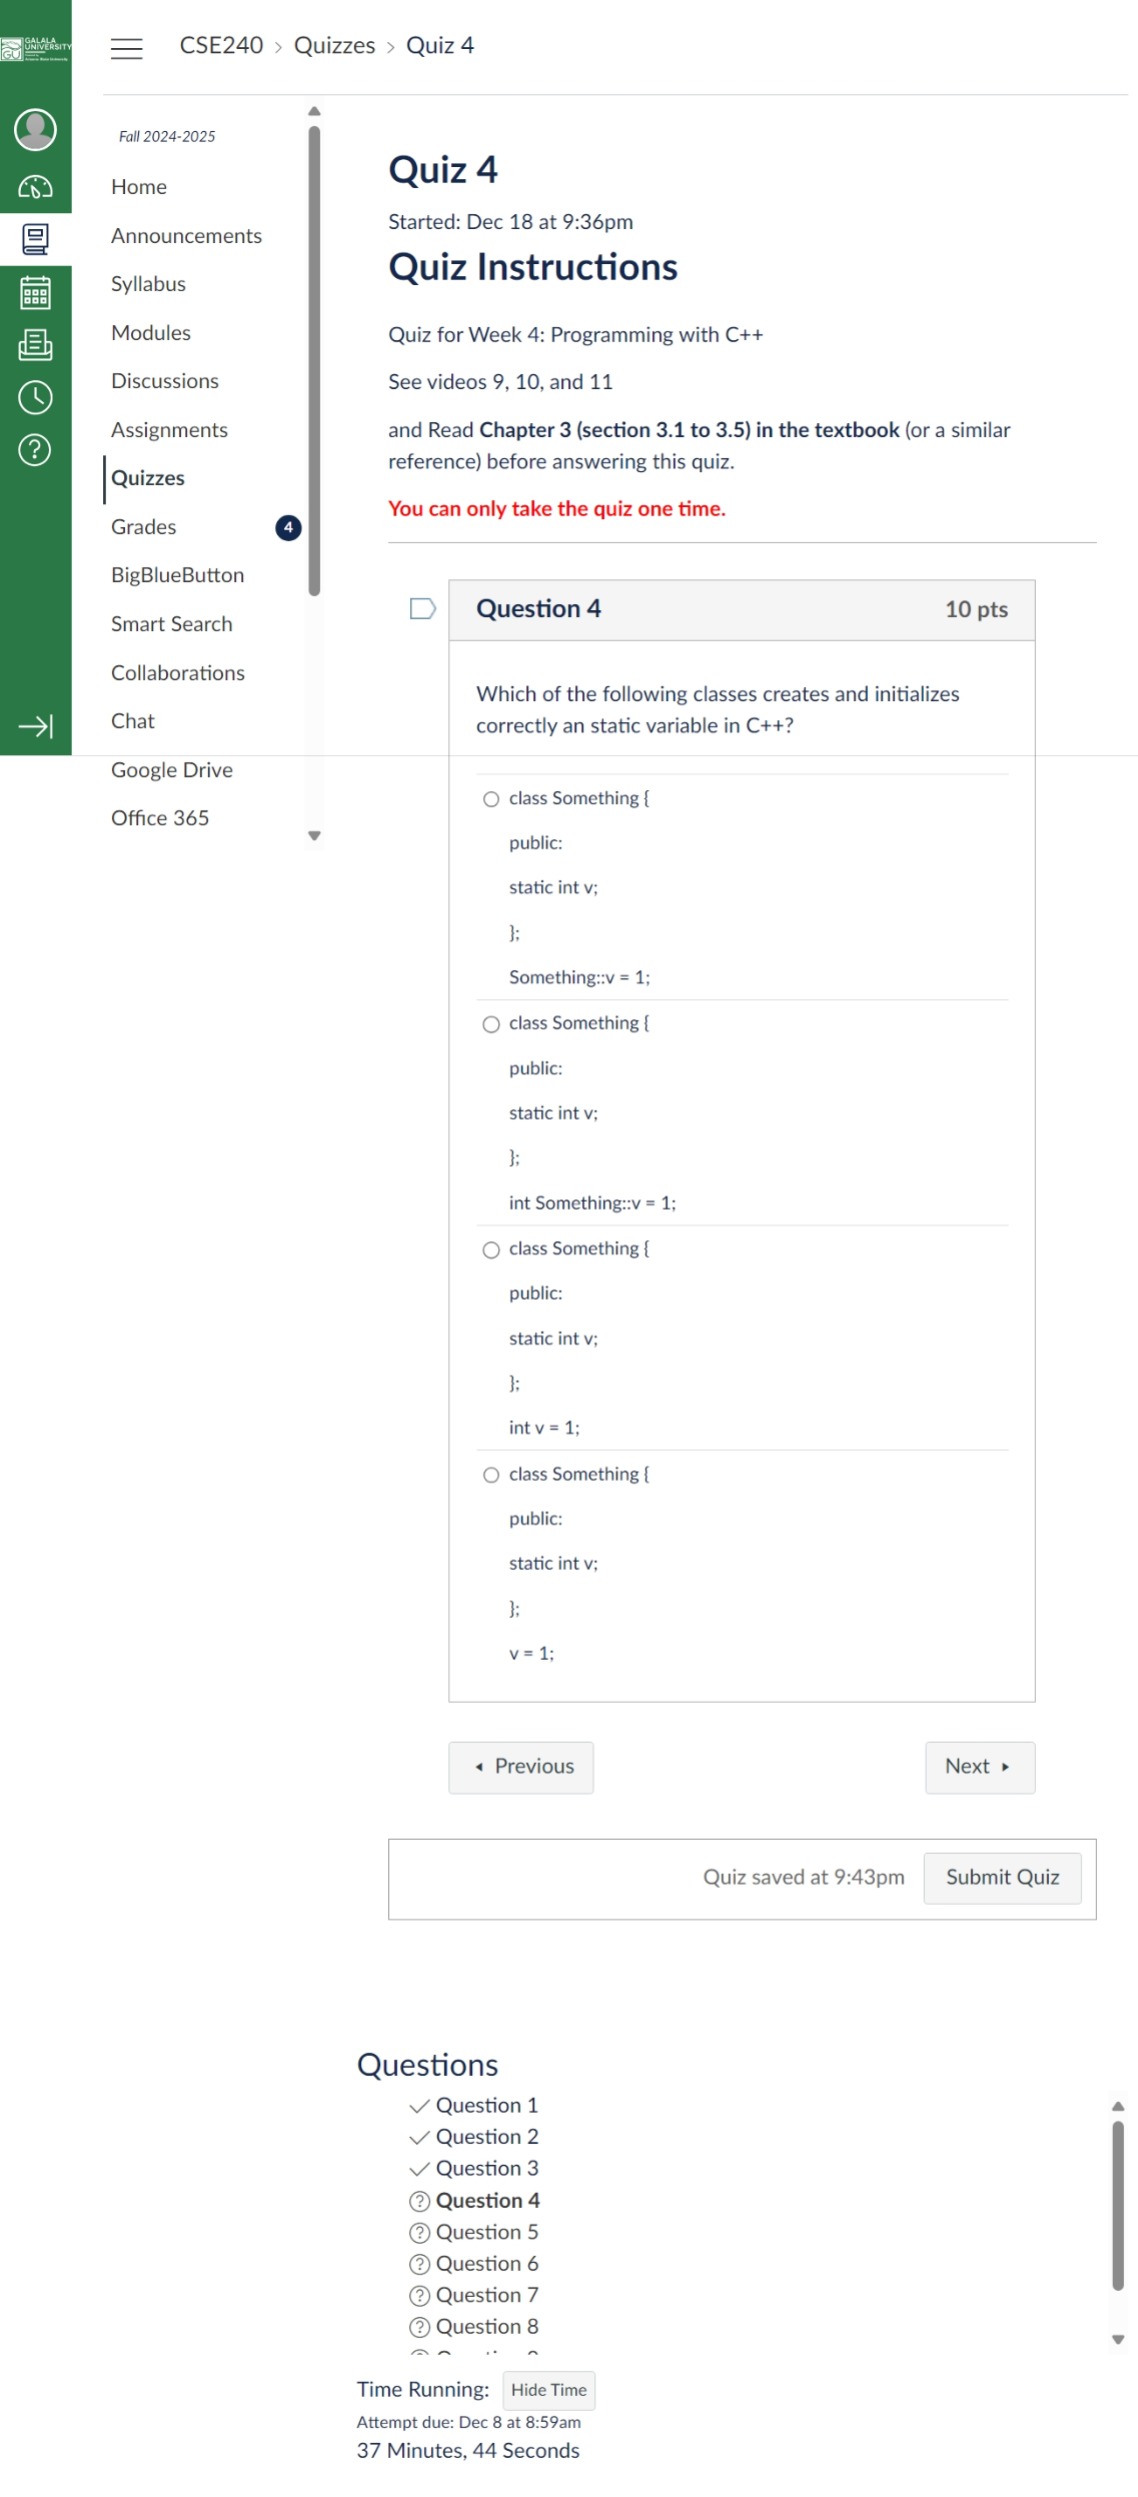 GALALA
UNIVERSITY
GU
CSE240 > Quizzes > Quiz 4
Fall 2024-2025
Home
Announcements
Syllabus
Modules
Discussions
Assignments
Quizzes
Grades 4
BigBlueButton
Smart Search
Collaborations
Chat
Google Drive
Office 365
Quiz 4
Started: Dec 18 at 9:36pm
Quiz Instructions
Quiz for Week 4: Programming with C++
See videos 9, 10, and 11
and Read Chapter 3 (section 3.1 to 3.5) in the textbook (or a similar
reference) before answering this quiz.
You can only take the quiz one time.
Question 4 10 pts
Which of the following classes creates and initializes
correctly an static variable in C++?
class Something {
public:
static int v;
};
Something::v = 1;
class Something {
public:
static int v;
};
int Something::v = 1;
class Something {
public:
static int v;
};
int v = 1;
class Something {
public:
static int v;
};
v = 1;
Previous
Next
Quiz saved at 9:43pm Submit Quiz
Questions
Question 1
Question 2
Question 3
Question 4
Question 5
Question 6
Question 7
Question 8
Time Running: Hide Time
Attempt due: Dec 8 at 8:59am
37 Minutes, 44 Seconds